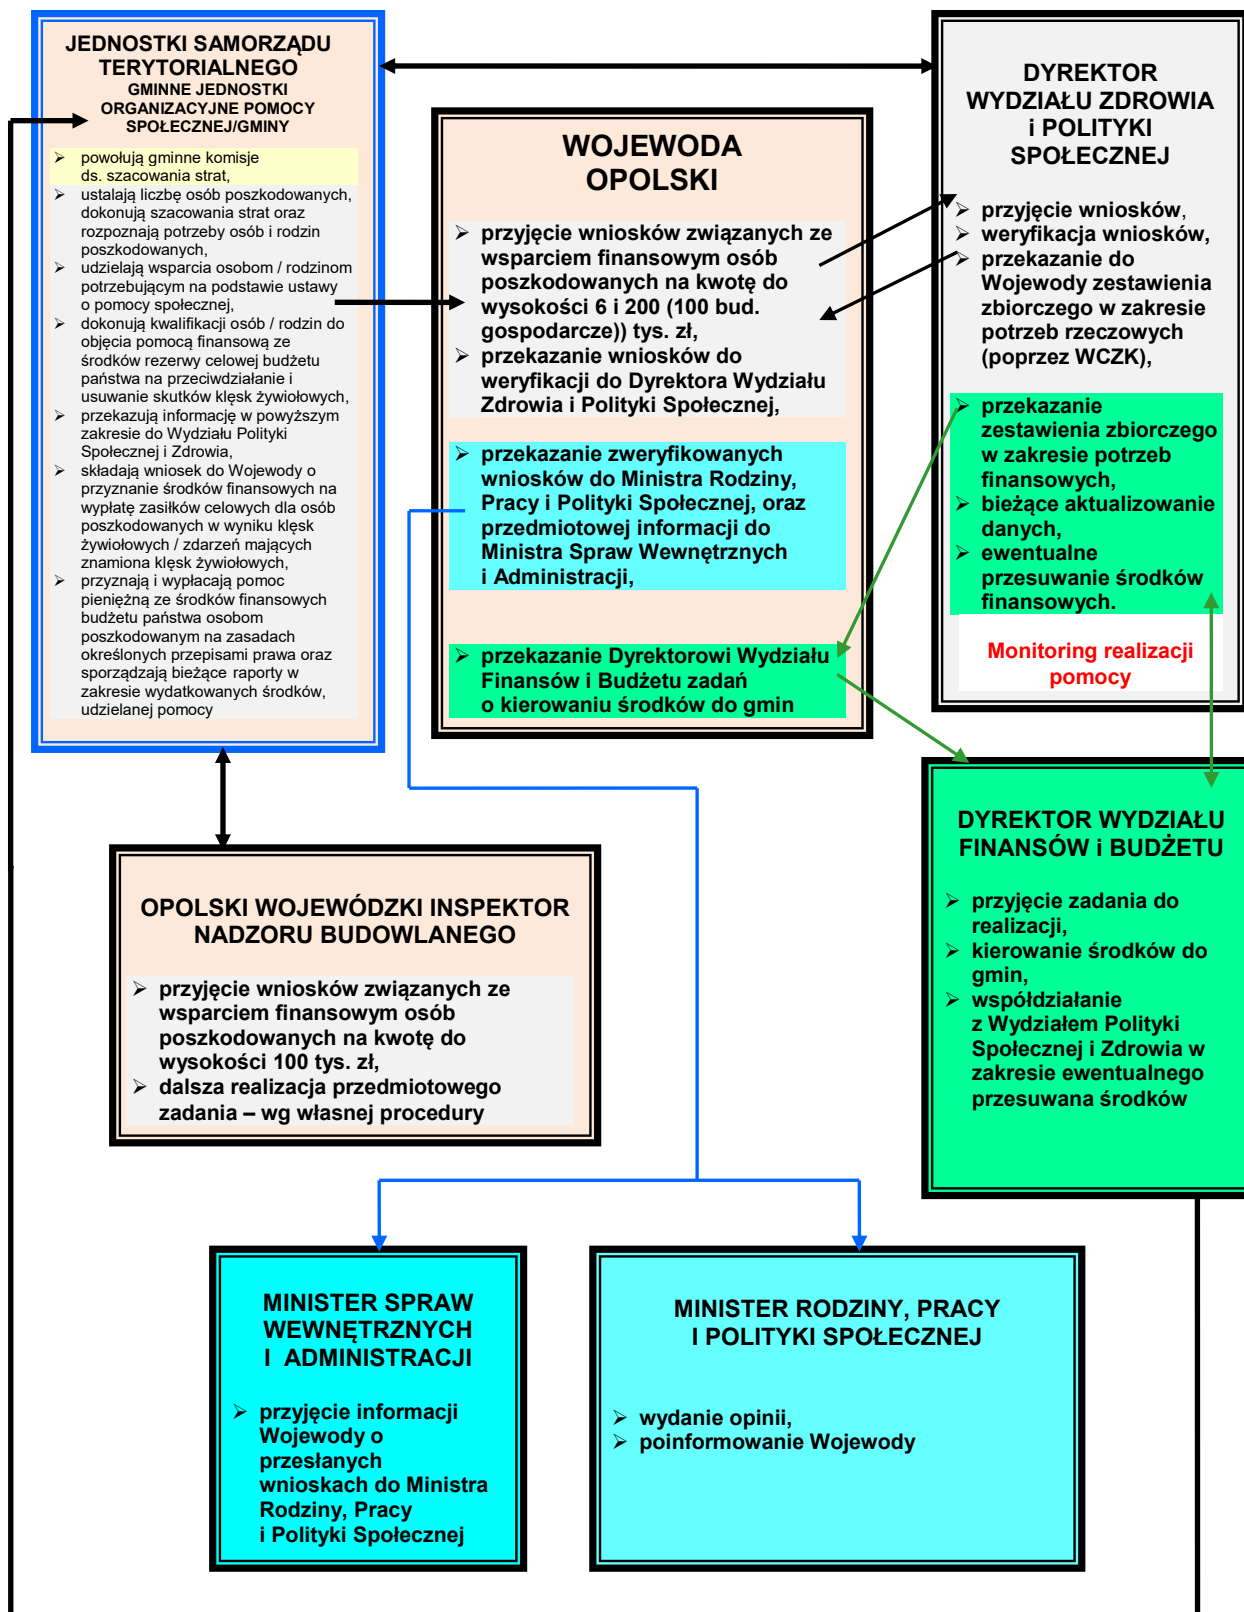 JEDNOSTKI SAMORZĄDU
TERYTORIALNEGO
GMINNE JEDNOSTKI
ORGANIZACYJNE POMOCY
SPOŁECZNEJ/GMINY
➢ powołują gminne komisje
ds. szacowania strat,
➢ ustalają liczbę osób poszkodowanych,
dokonują szacowania strat oraz
rozpoznają potrzeby osób i rodzin
poszkodowanych,
➢ udzielają wsparcia osobom / rodzinom
potrzebującym na podstawie ustawy
o pomocy społecznej,
➢ dokonują kwalifikacji osób / rodzin do
objęcia pomocą finansową ze
środków rezerwy celowej budżetu
państwa na przeciwdziałanie i
usuwanie skutków klęsk żywiołowych,
➢ przekazują informację w powyższym
zakresie do Wydziału Polityki
Społecznej i Zdrowia,
➢ składają wniosek do Wojewody o
przyznanie środków finansowych na
wypłatę zasiłków celowych dla osób
poszkodowanych w wyniku klęsk
żywiołowych / zdarzeń mających
znamiona klęsk żywiołowych,
➢ przyznają i wypłacają pomoc
pieniężną ze środków finansowych
budżetu państwa osobom
poszkodowanym na zasadach
określonych przepisami prawa oraz
sporządzają bieżące raporty w
zakresie wydatkowanych środków,
udzielanej pomocy
WOJEWODA
OPOLSKI
➢ przyjęcie wniosków związanych ze
wsparciem finansowym osób
poszkodowanych na kwotę do
wysokości 6 i 200 (100 bud.
gospodarcze)) tys. zł,
➢ przekazanie wniosków do
weryfikacji do Dyrektora Wydziału
Zdrowia i Polityki Społecznej,
➢ przekazanie zweryfikowanych
wniosków do Ministra Rodziny,
Pracy i Polityki Społecznej, oraz
przedmiotowej informacji do
Ministra Spraw Wewnętrznych
i Administracji,
➢ przekazanie Dyrektorowi Wydziału
Finansów i Budżetu zadań
o kierowaniu środków do gmin
DYREKTOR
WYDZIAŁU ZDROWIA
i POLITYKI
SPOŁECZNEJ
➢ przyjęcie wniosków,
➢ weryfikacja wniosków,
➢ przekazanie do
Wojewody zestawienia
zbiorczego w zakresie
potrzeb rzeczowych
(poprzez WCZK),
➢ przekazanie
zestawienia zbiorczego
w zakresie potrzeb
finansowych,
➢ bieżące aktualizowanie
danych,
➢ ewentualne
przesuwanie środków
finansowych.
Monitoring realizacji
pomocy
DYREKTOR WYDZIAŁU
FINANSÓW i BUDŻETU
➢ przyjęcie zadania do
realizacji,
➢ kierowanie środków do
gmin,
➢ współdziałanie
z Wydziałem Polityki
Społecznej i Zdrowia w
zakresie ewentualnego
przesuwana środków
OPOLSKI WOJEWÓDZKI INSPEKTOR
NADZORU BUDOWLANEGO
➢ przyjęcie wniosków związanych ze
wsparciem finansowym osób
poszkodowanych na kwotę do
wysokości 100 tys. zł,
➢ dalsza realizacja przedmiotowego
zadania – wg własnej procedury
MINISTER SPRAW
WEWNĘTRZNYCH
I ADMINISTRACJI
➢ przyjęcie informacji
Wojewody o
przesłanych
wnioskach do Ministra
Rodziny, Pracy
i Polityki Społecznej
MINISTER RODZINY, PRACY
I POLITYKI SPOŁECZNEJ
➢ wydanie opinii,
➢ poinformowanie Wojewody